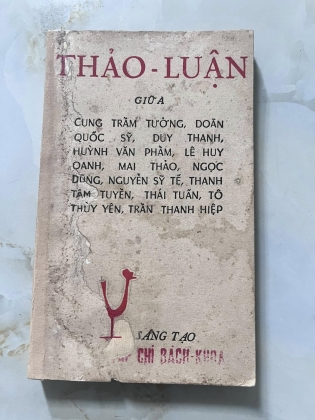 THẢO - LUẬN
GIỮA
CUNG TRẦM TƯỞNG, DOÃN
QUỐC SỸ, DUY THANH,
HUỲNH VĂN PHẨM, LÊ HUY
OANH, MAI THẢO, NGỌC
DŨNG, NGUYỄN SỸ TẾ, THANH
TÂM TUYỀN, THÁI TUẤN, TÔ
THÙY YÊN, TRẦN THANH HIỆP
SÁNG TẠO
CHÍ BÁCH-KHOA